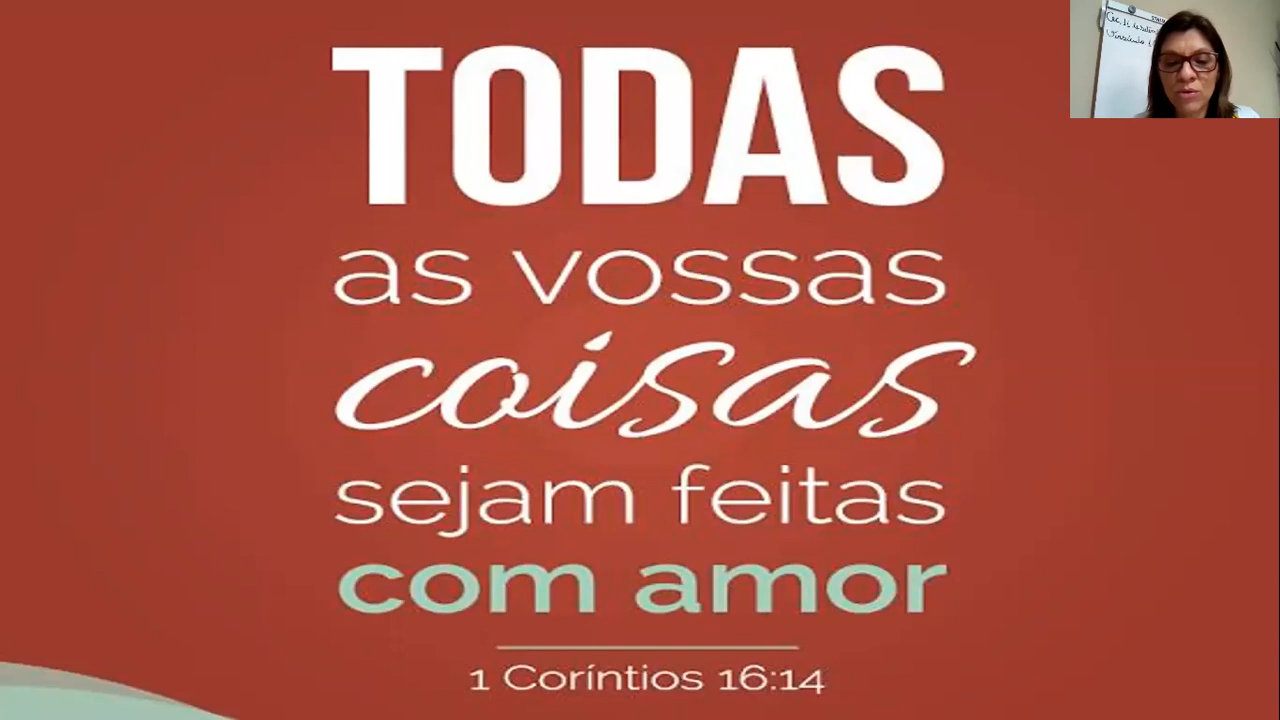 TODAS
as vossas
coisas
sejam feitas
com amor
1 Coríntios 16:14